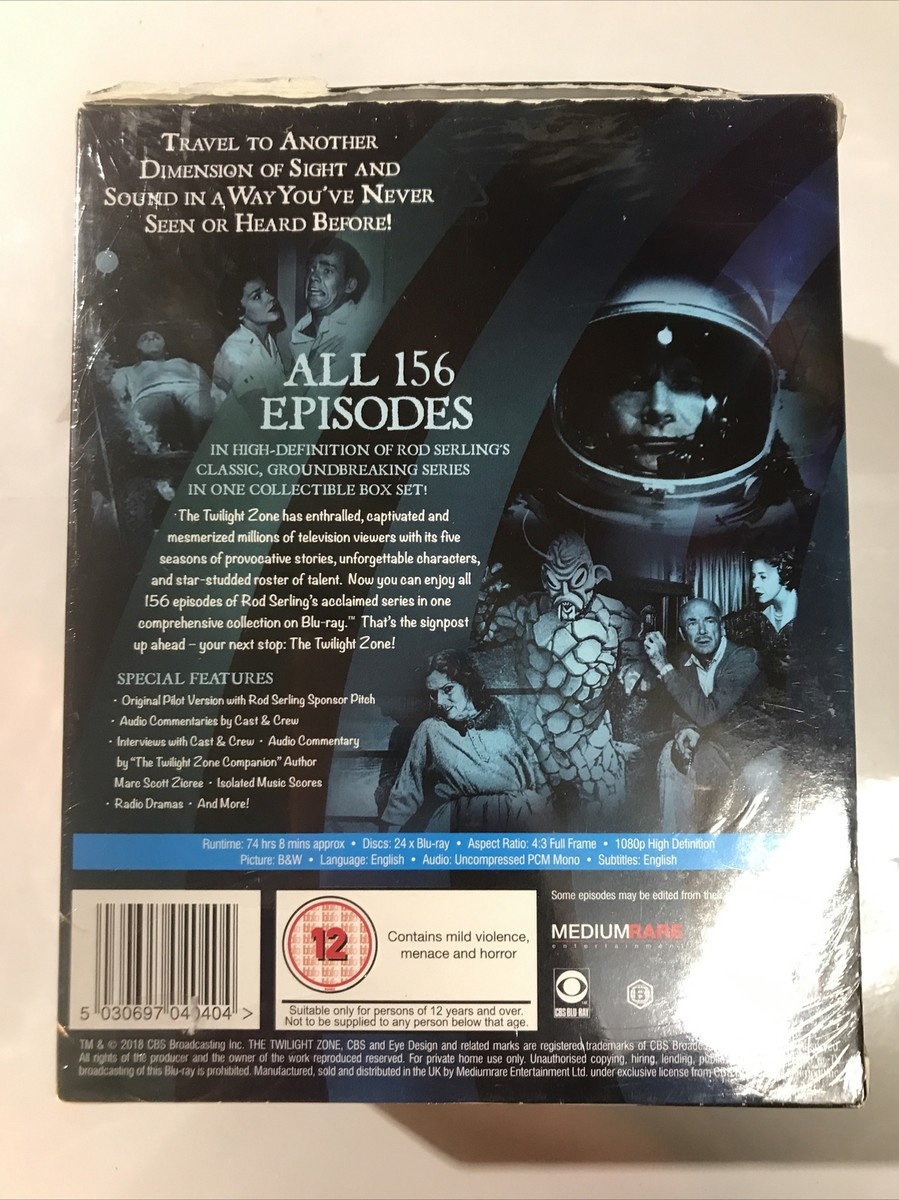 TRAVEL TO ANOTHER
DIMENSION OF SIGHT AND
SOUND IN A WAY YOU'VE NEVER
SEEN OR HEARD BEFORE!
ALL 156
EPISODES
IN HIGH-DEFINITION OF ROD SERLING'S
CLASSIC, GROUNDBREAKING SERIES
IN ONE COLLECTIBLE BOX SET!
The Twilight Zone has enthralled, captivated and
mesmerized millions of television viewers with its five
seasons of provocative stories, unforgettable characters,
and star-studded roster of talent. Now you can enjoy all
156 episodes of Rod Serling's acclaimed series in one
comprehensive collection on Blu-ray.™ That's the signpost
up ahead – your next stop: The Twilight Zone!
SPECIAL FEATURES
· Original Pilot Version with Rod Serling Sponsor Pitch
· Audio Commentaries by Cast & Crew
· Interviews with Cast & Crew · Audio Commentary
by "The Twilight Zone Companion" Author
Marc Scott Zicree · Isolated Music Scores
· Radio Dramas · And More!
Runtime: 74 hrs 8 mins approx • Discs: 24 x Blu-ray • Aspect Ratio: 4:3 Full Frame • 1080p High Definition
Picture: B&W • Language: English • Audio: Uncompressed PCM Mono • Subtitles: English
Some episodes may be edited from their
MEDIUMRARE
entertainment
12
Contains mild violence,
menace and horror
Suitable only for persons of 12 years and over.
Not to be supplied to any person below that age.
CBS BLU-RAY
B
5 030697 040404 >
TM & © 2018 CBS Broadcasting Inc. THE TWILIGHT ZONE, CBS and Eye Design and related marks are registered trademarks of CBS
All rights of the producer and the owner of the work reproduced reserved. For private home use only. Unauthorised copying, hiring, lending,
broadcasting of this Blu-ray is prohibited. Manufactured, sold and distributed in the UK by Mediumrare Entertainment Ltd. under exclusive license from